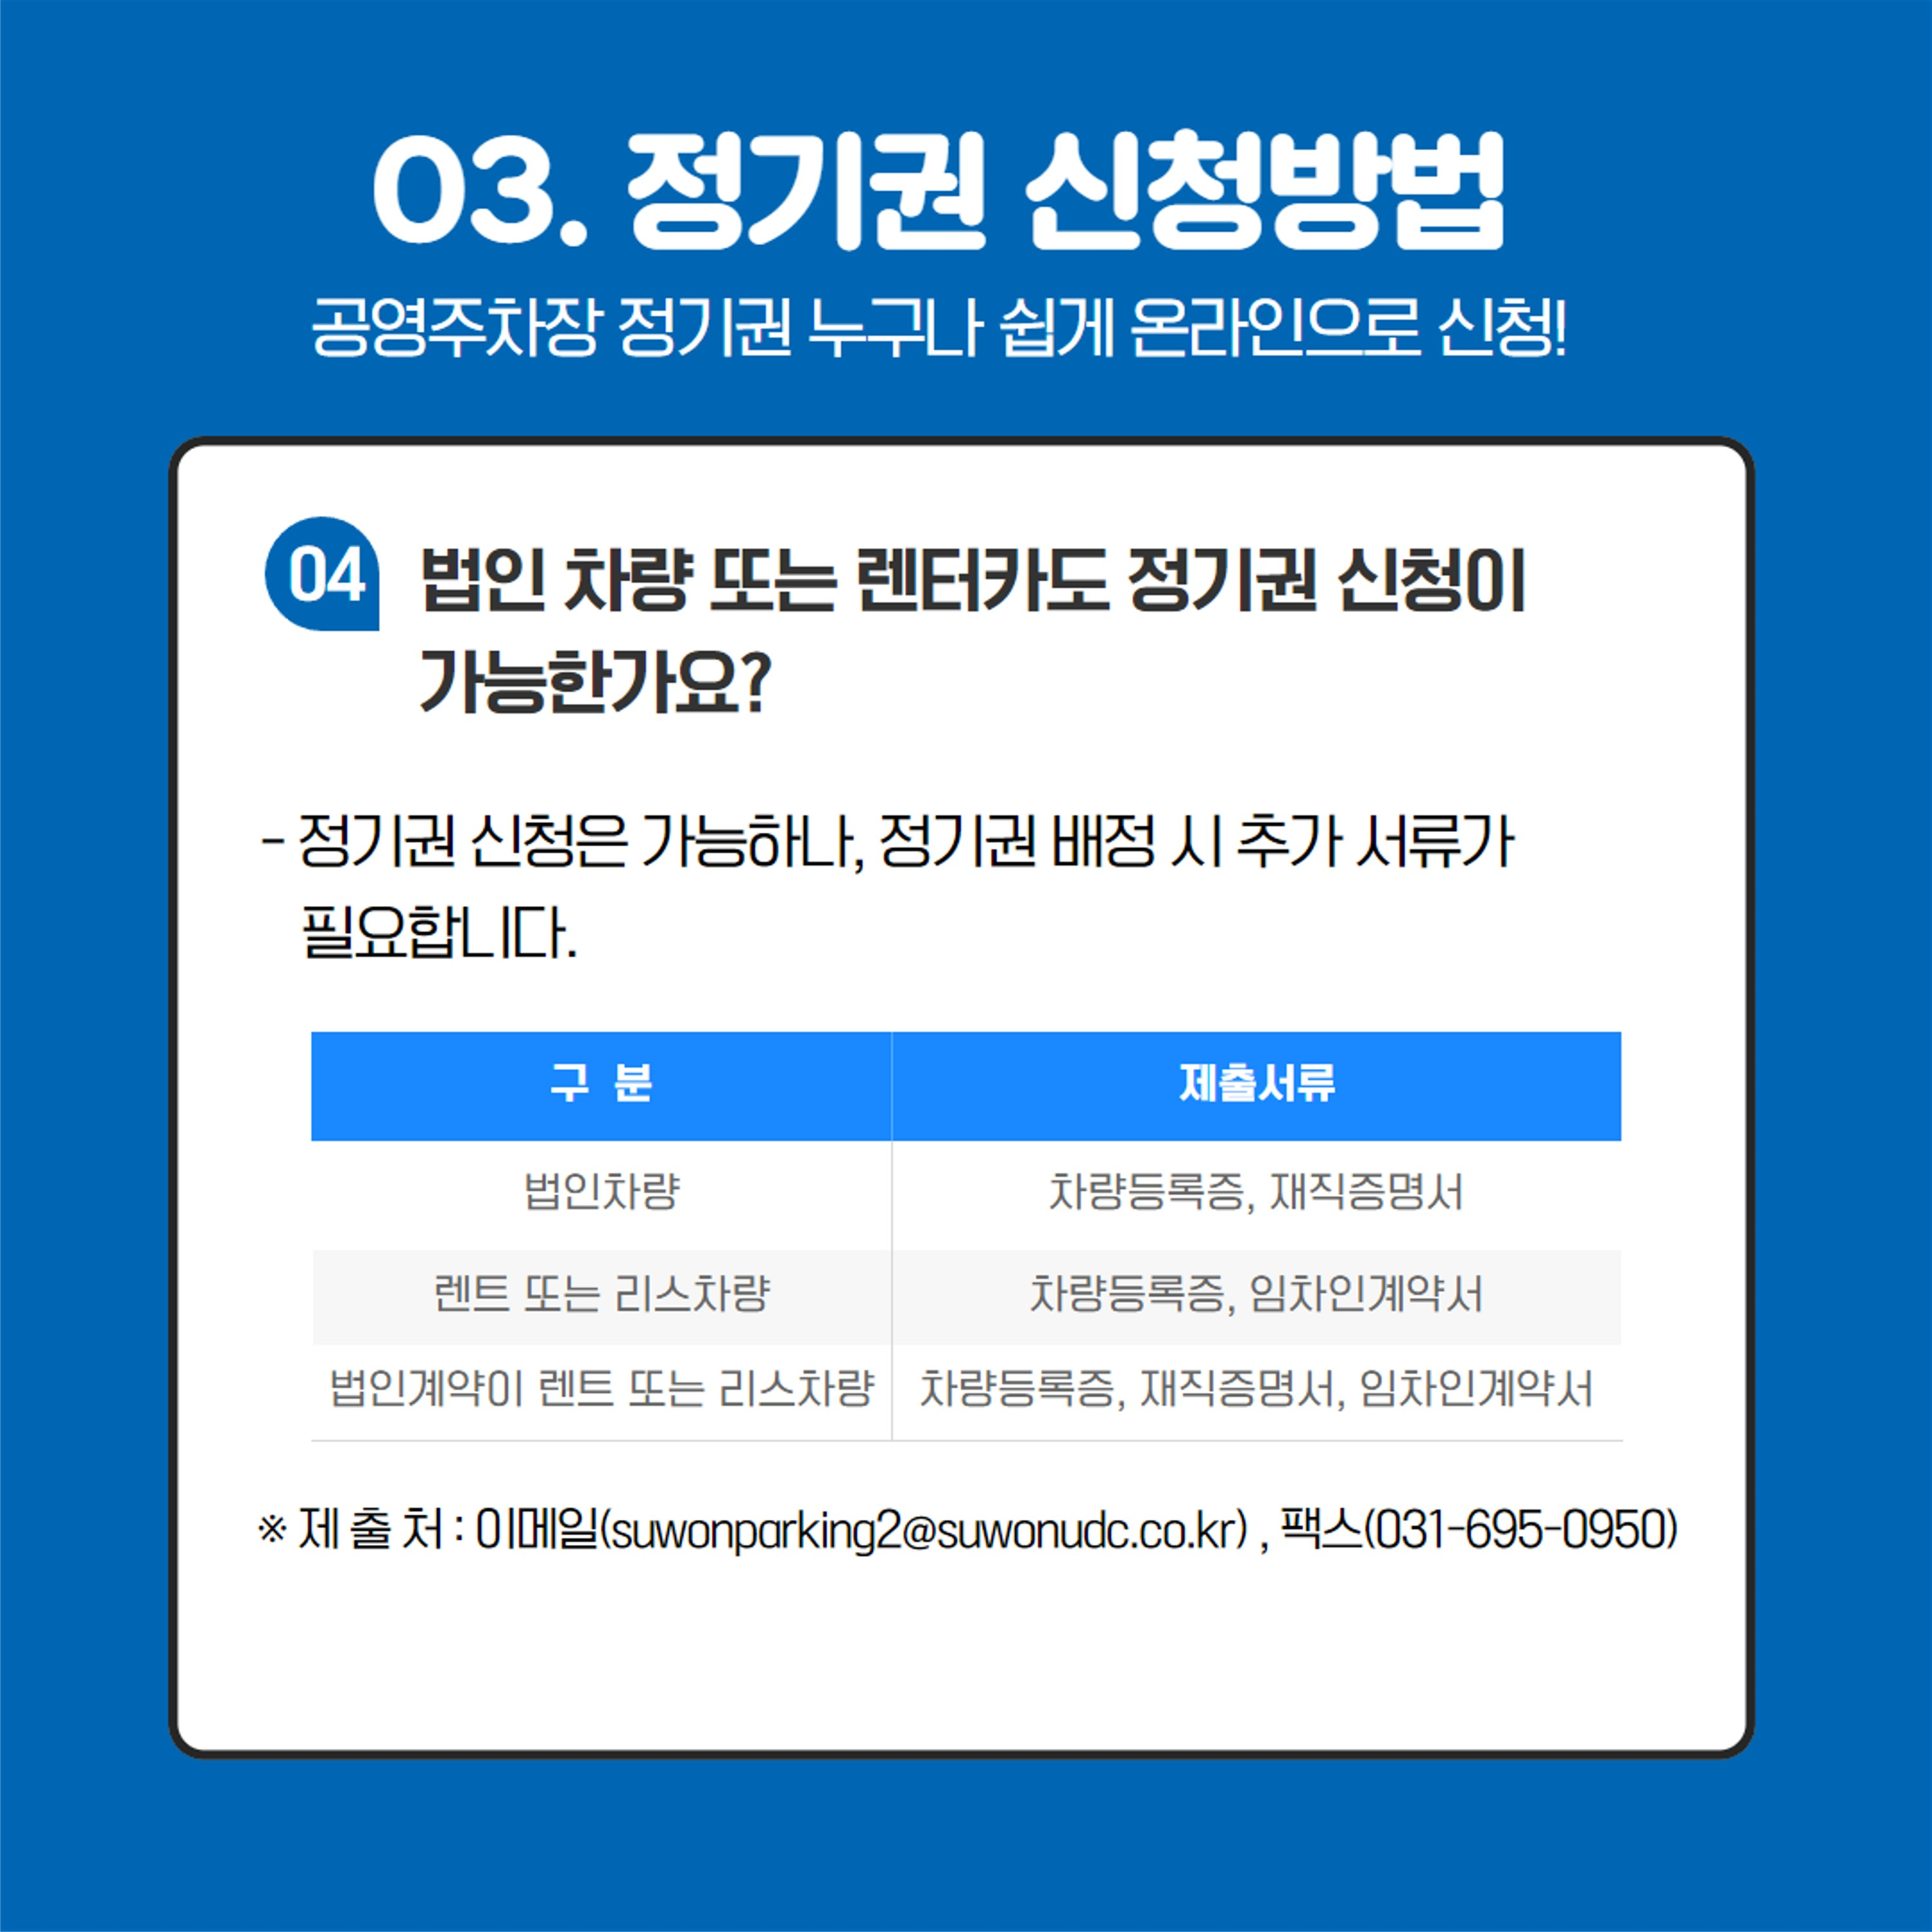 03. 정기권 신청방법
공영주차장 정기권 누구나 쉽게 온라인으로 신청!
04 법인 차량 또는 렌터카도 정기권 신청이
가능한가요?
- 정기권 신청은 가능하나, 정기권 배정 시 추가 서류가
필요합니다.
구 분 제출서류
법인차량 차량등록증, 재직증명서
렌트 또는 리스차량 차량등록증, 임차인계약서
법인계약이 렌트 또는 리스차량 차량등록증, 재직증명서, 임차인계약서
※ 제 출 처 : 이메일(suwonparking2@suwonudc.co.kr) , 팩스(031-695-0950)